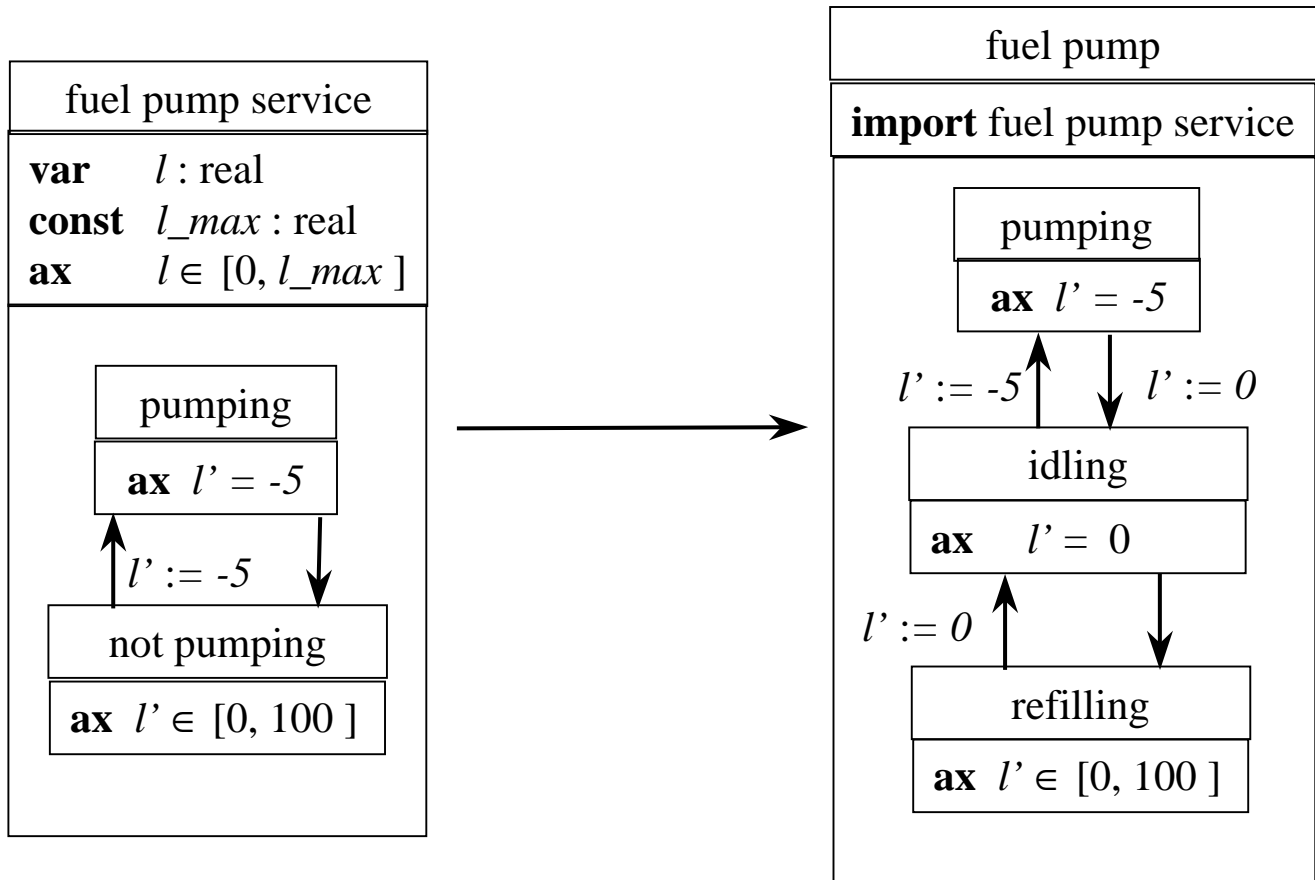 fuel pump service
var l : real
const l_max : real
ax l ∈ [0, l_max ]
pumping
ax l’ = -5
l’ := -5
not pumping
ax l’ ∈ [0, 100 ]
fuel pump
import fuel pump service
pumping
ax l’ = -5
l’ := -5 l’ := 0
idling
ax l’ = 0
l’ := 0
refilling
ax l’ ∈ [0, 100 ]